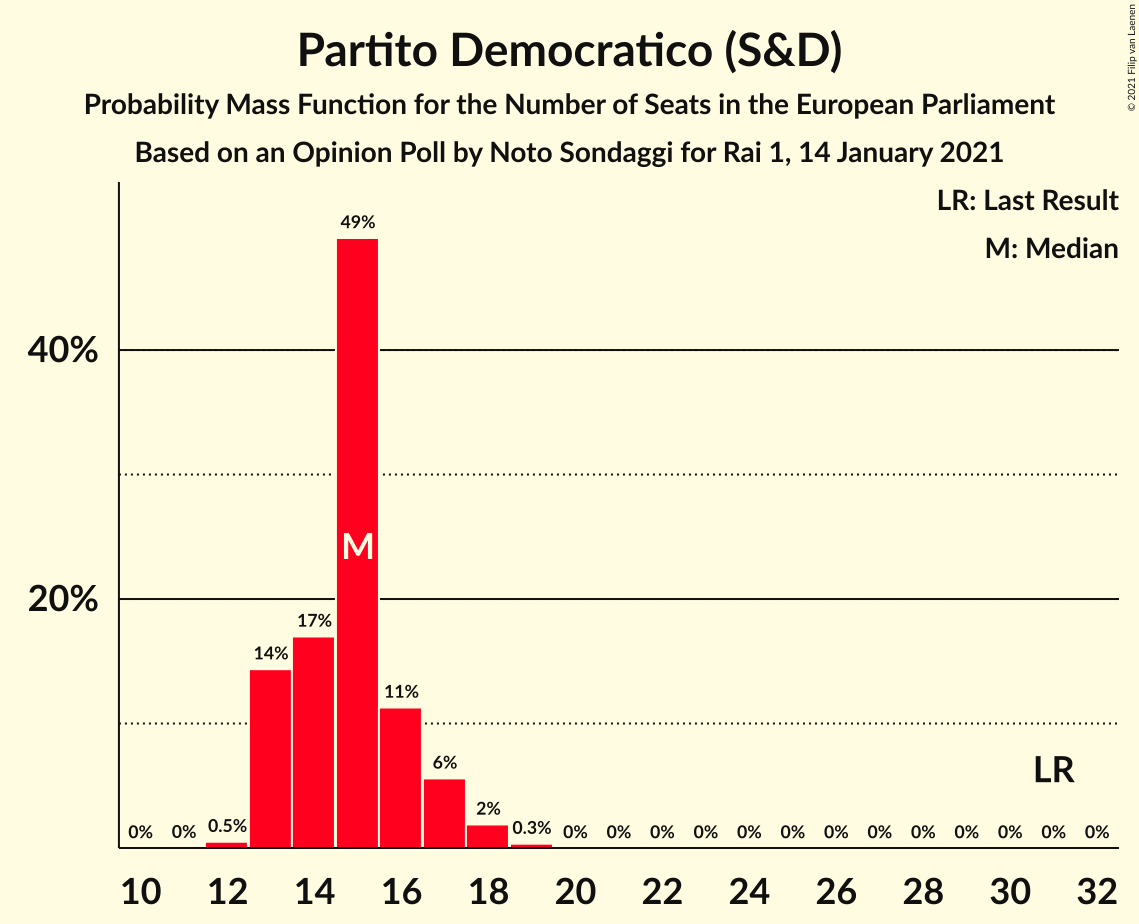 Partito Democratico (S&D)
Probability Mass Function for the Number of Seats in the European Parliament
Based on an Opinion Poll by Noto Sondaggi for Rai 1, 14 January 2021
© 2021 Filip van Laenen
LR: Last Result
M: Median
49%
40%
M
20%
17%
14%
11%
LR
6%
2%
0% 0% 0.5% 0.3% 0% 0% 0% 0% 0% 0% 0% 0% 0% 0% 0% 0% 0%
10 12 14 16 18 20 22 24 26 28 30 32